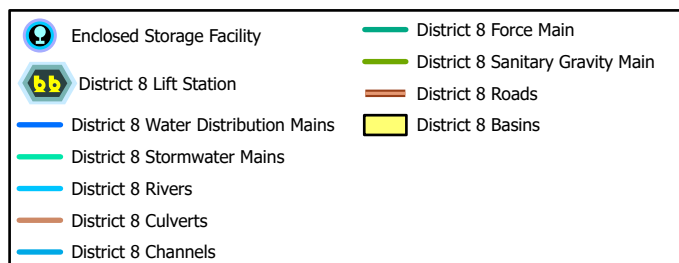 Enclosed Storage Facility
District 8 Lift Station
District 8 Water Distribution Mains
District 8 Stormwater Mains
District 8 Rivers
District 8 Culverts
District 8 Channels
District 8 Force Main
District 8 Sanitary Gravity Main
District 8 Roads
District 8 Basins